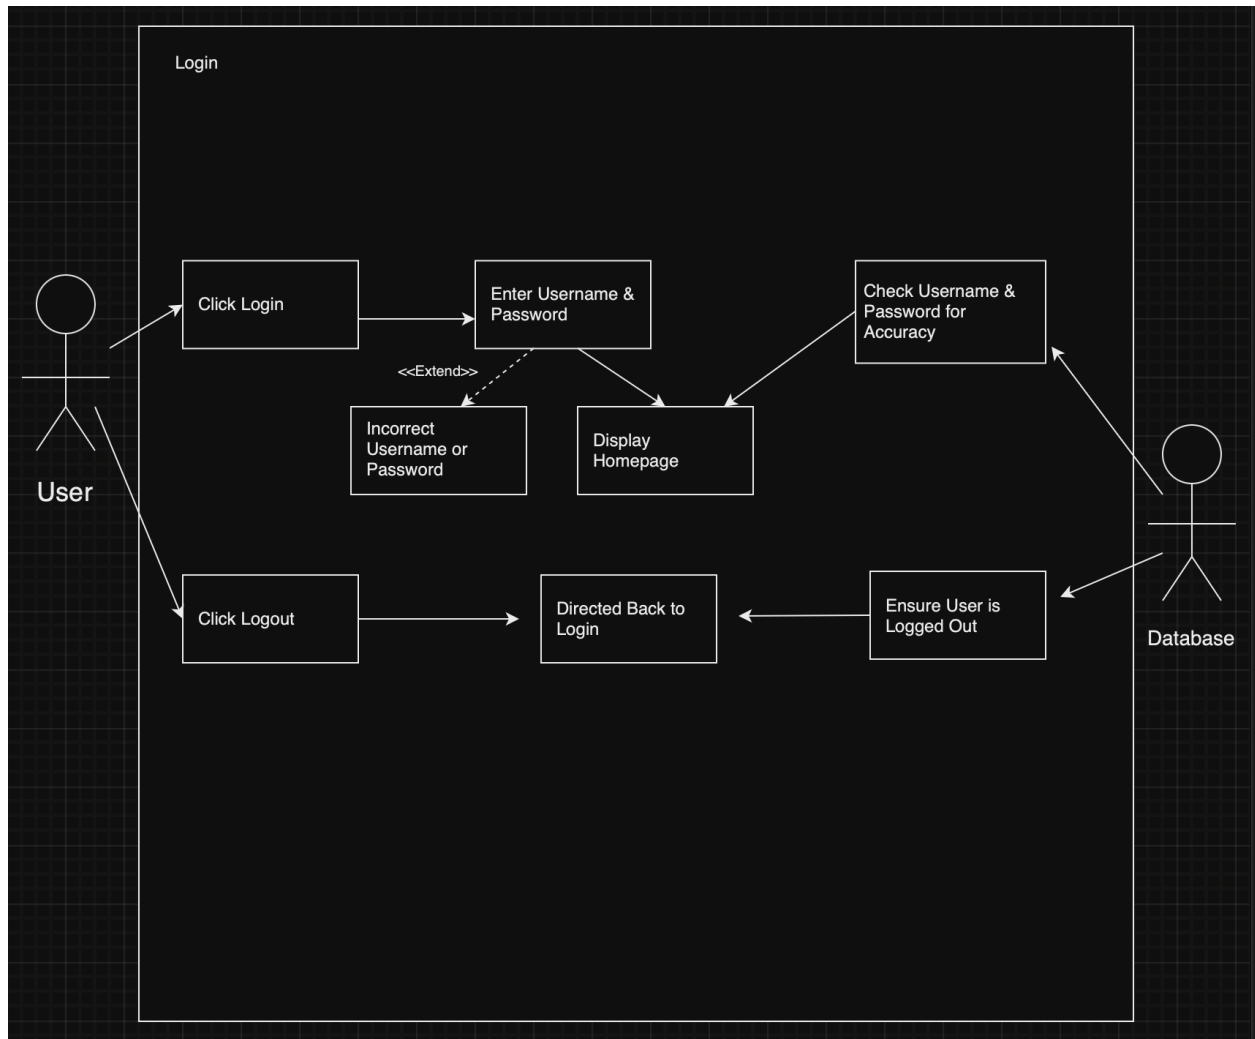 Login
Click Login
Enter Username &
Password
Check Username &
Password for
Accuracy
<<Extend>>
Incorrect
Username or
Password
Display
Homepage
User
Click Logout
Directed Back to
Login
Ensure User is
Logged Out
Database